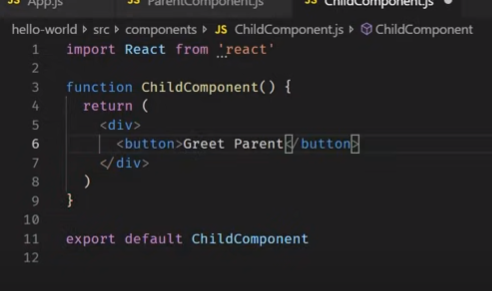 JS App.js ParentComponent.js JS ChildComponent.js
hello-world > src > components > JS ChildComponent.js > ChildComponent
1 import React from 'react'
2
3 function ChildComponent() {
4 return (
5 <div>
6 <button>Greet Parent</button>
7 </div>
8 )
9 }
10
11 export default ChildComponent
12